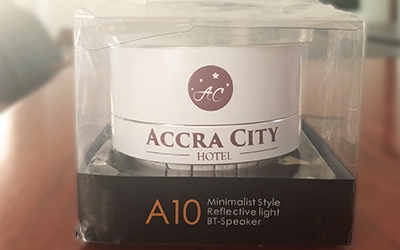 AC
ACCRA CITY
HOTEL
A10
Minimalist Style
Reflective light
BT-Speaker